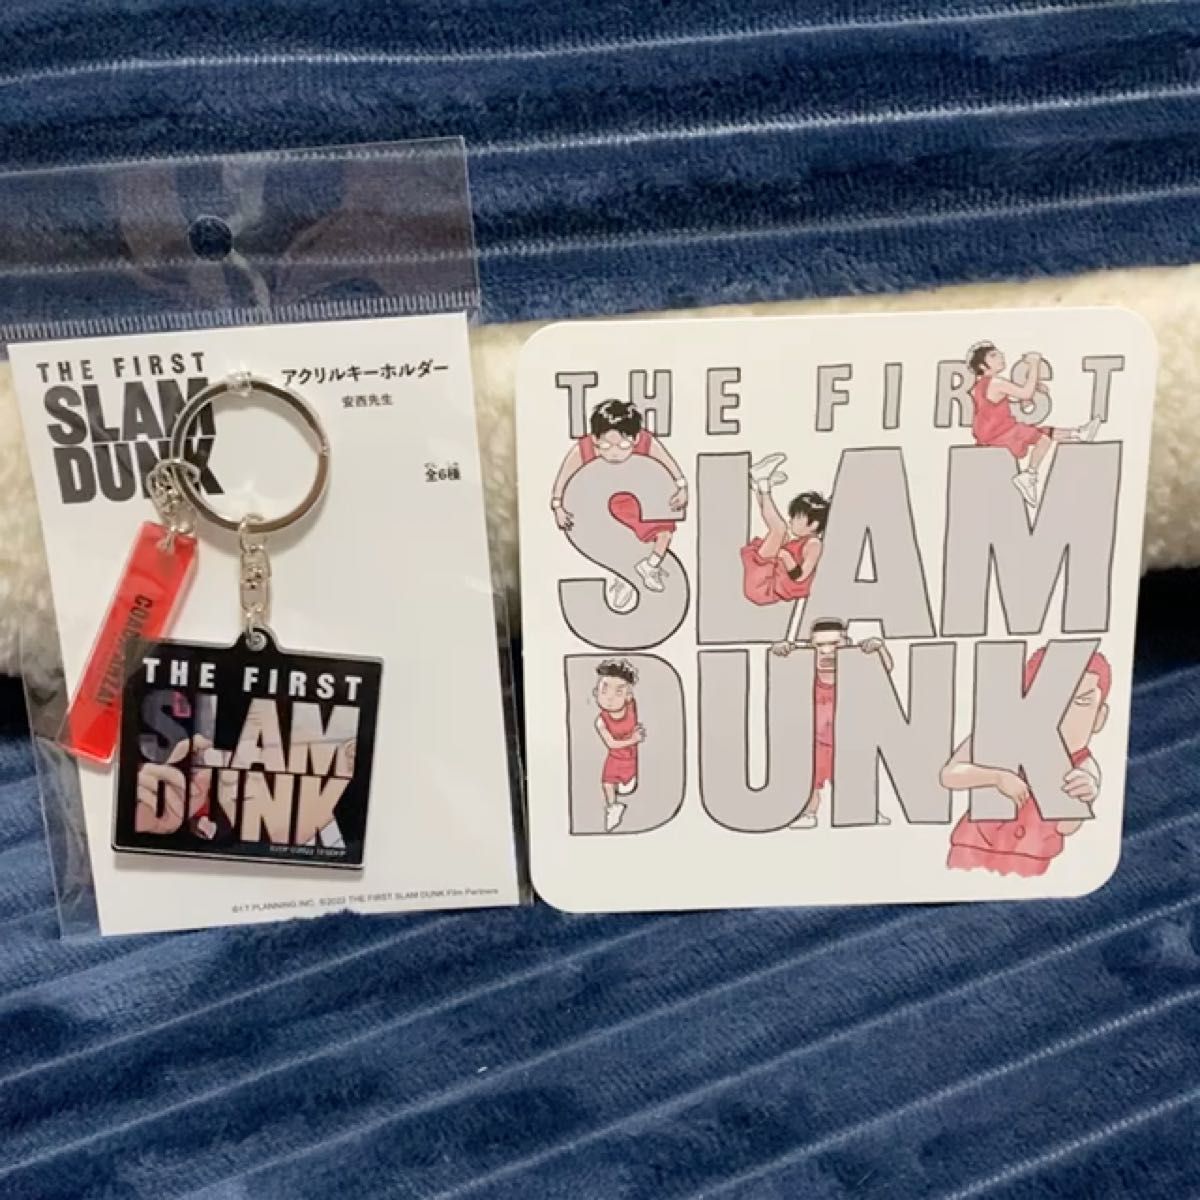 THE FIRST
SLAM
DUNK
アクリルキーホルダー
安西先生
全6種
COACH ANZAI
THE FIRST
SLAM
DUNK
©I.T.PLANNING,INC. ©2022 THE FIRST SLAM DUNK Film Partners
THE FIRST
SLAM
DUNK